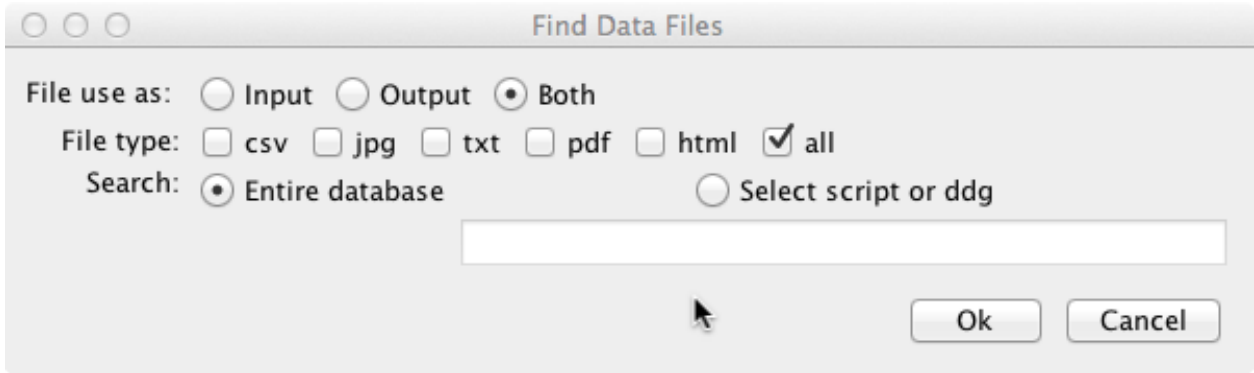 Find Data Files
File use as: Input Output Both
File type: csv jpg txt pdf html all
Search: Entire database Select script or ddg
Ok Cancel